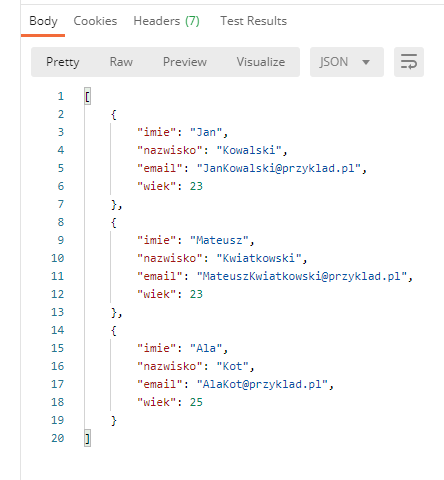 Body Cookies Headers (7) Test Results
Pretty Raw Preview Visualize JSON
1 [
2 {
3 "imie": "Jan",
4 "nazwisko": "Kowalski",
5 "email": "JanKowalski@przyklad.pl",
6 "wiek": 23
7 },
8 {
9 "imie": "Mateusz",
10 "nazwisko": "Kwiatkowski",
11 "email": "MateuszKwiatkowski@przyklad.pl",
12 "wiek": 23
13 },
14 {
15 "imie": "Ala",
16 "nazwisko": "Kot",
17 "email": "AlaKot@przyklad.pl",
18 "wiek": 25
19 }
20 ]